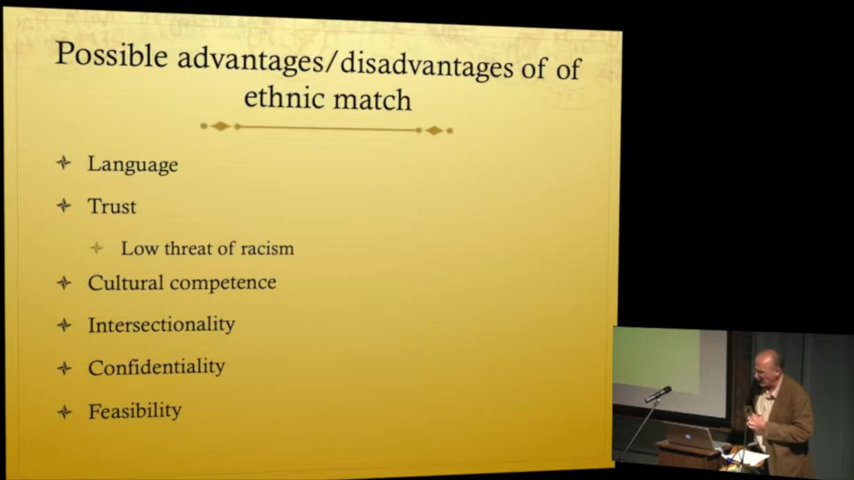 Possible advantages/disadvantages of of
ethnic match
Language
Trust
Low threat of racism
Cultural competence
Intersectionality
Confidentiality
Feasibility